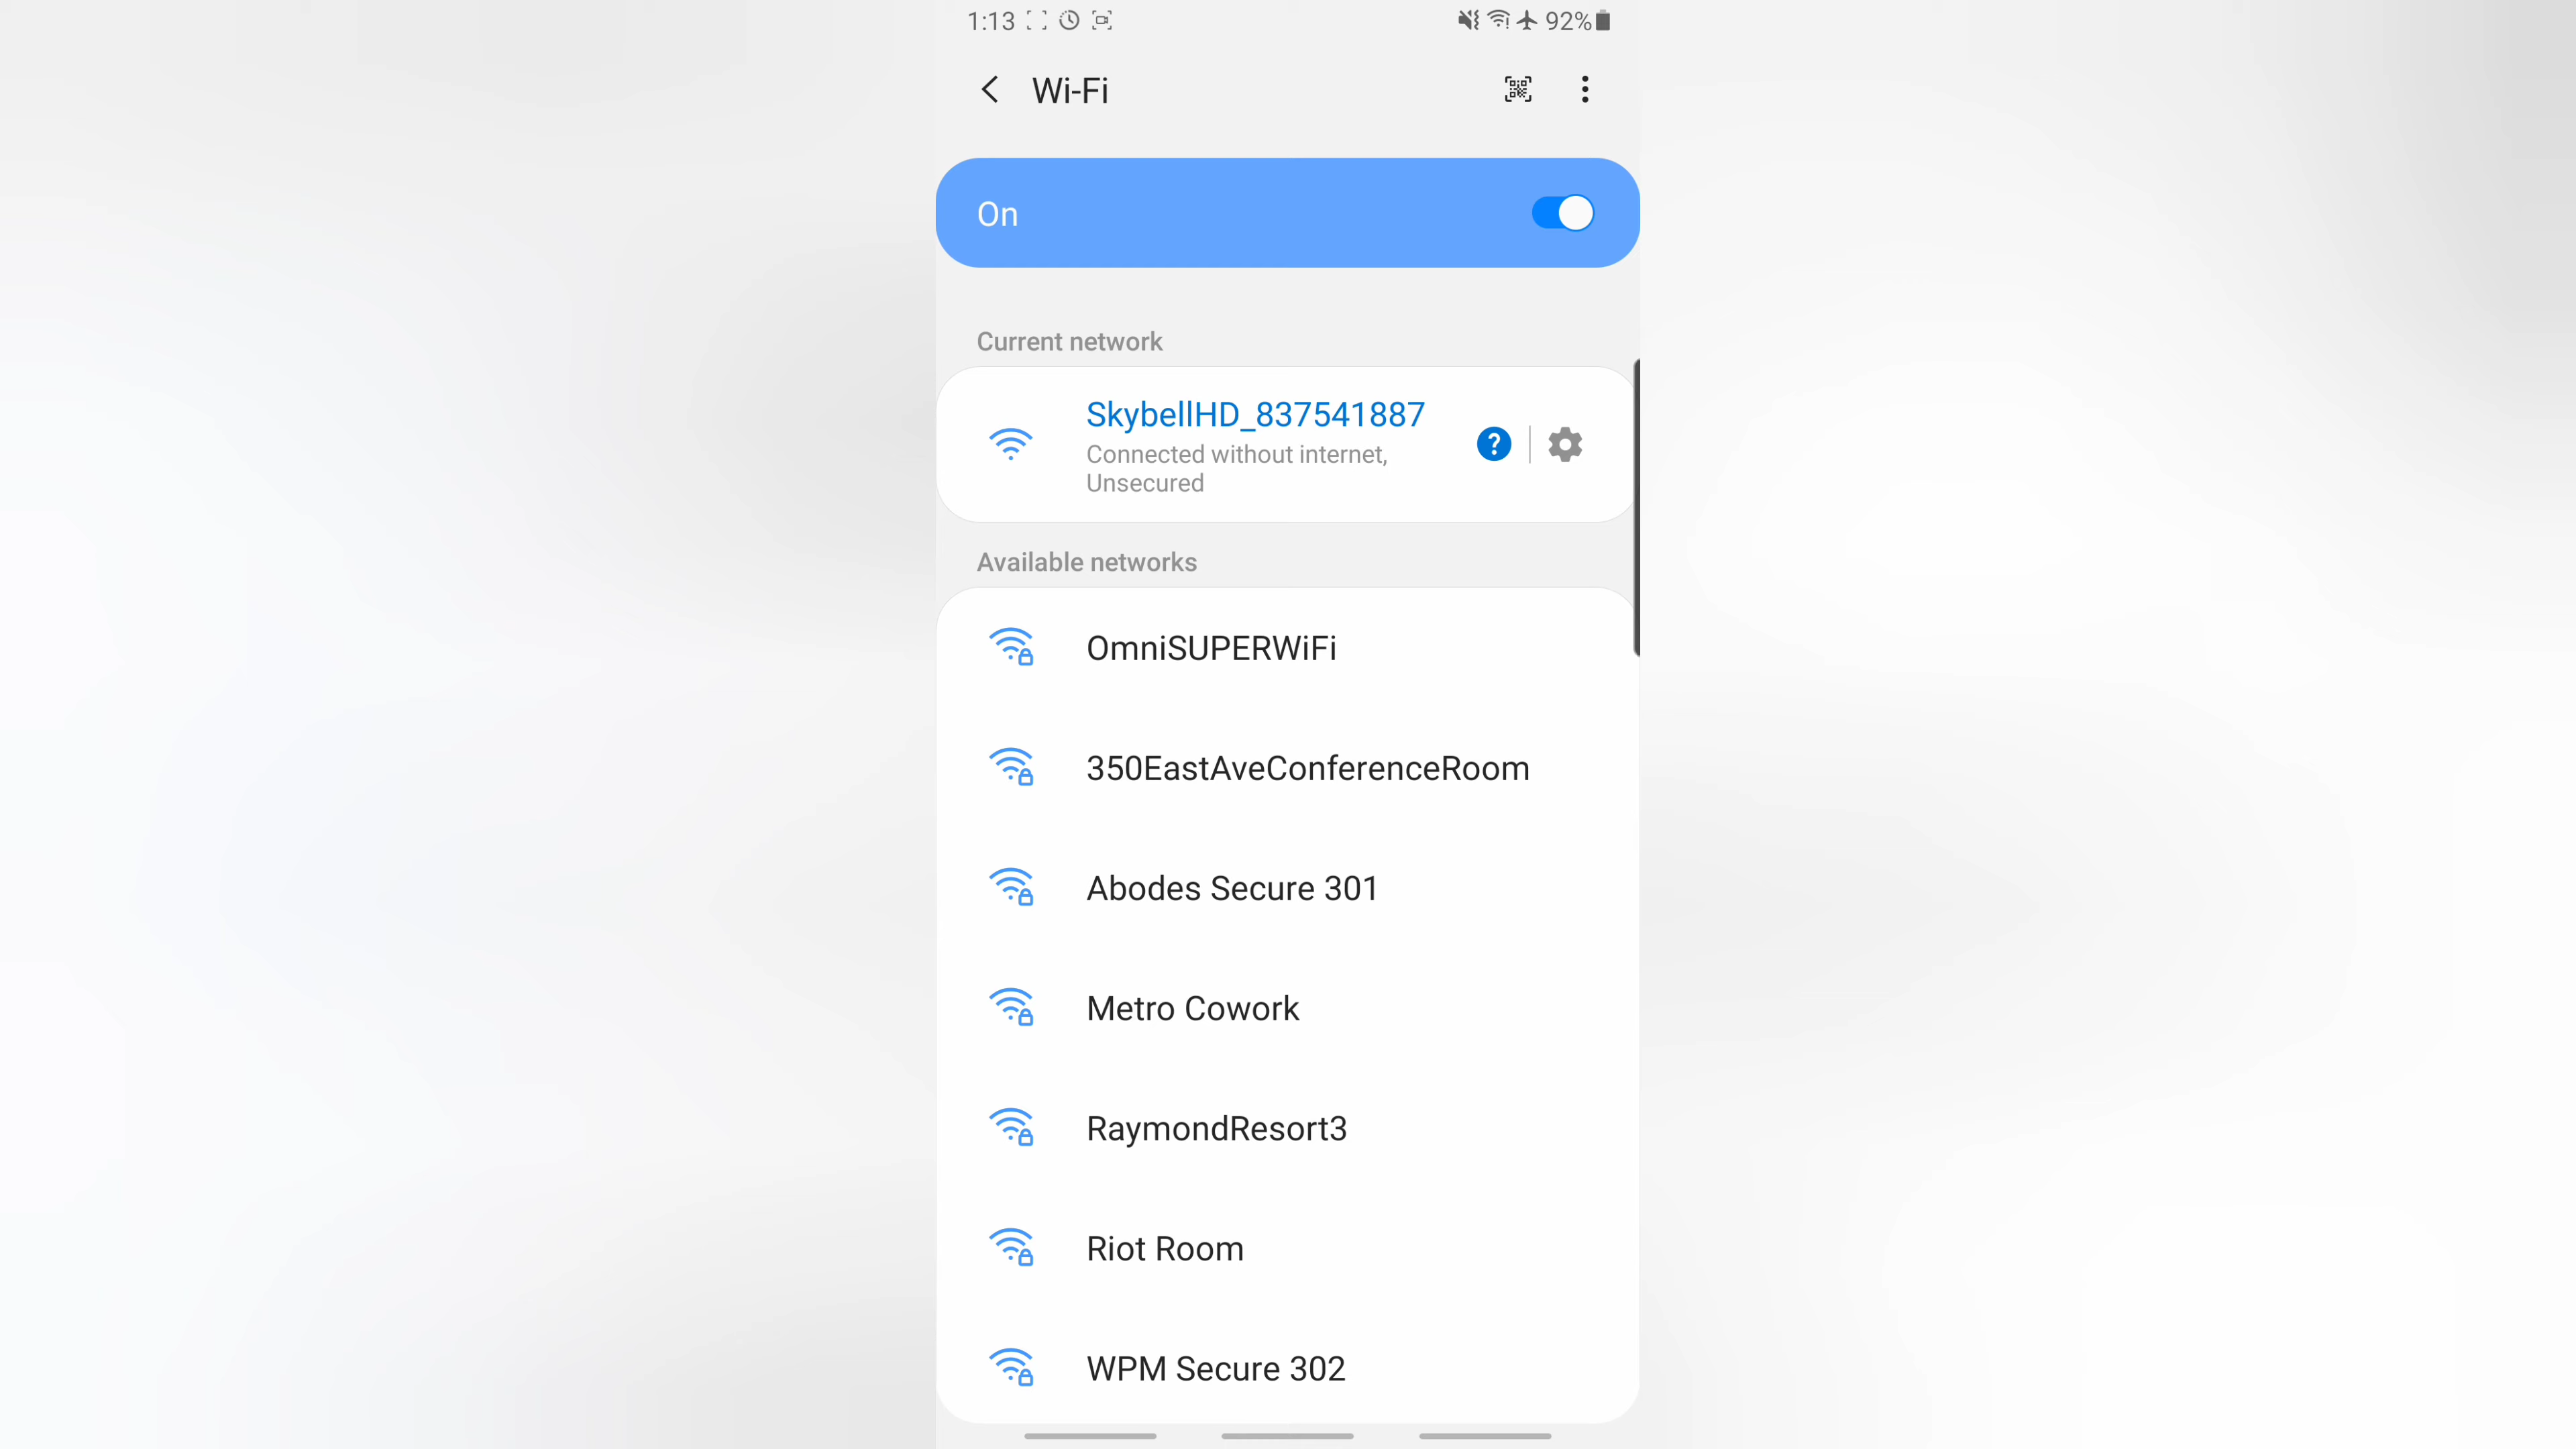 1:13 92%
Wi-Fi
On
Current network
SkybellHD_837541887
Connected without internet,
Unsecured
Available networks
OmniSUPERWiFi
350EastAveConferenceRoom
Abodes Secure 301
Metro Cowork
RaymondResort3
Riot Room
WPM Secure 302